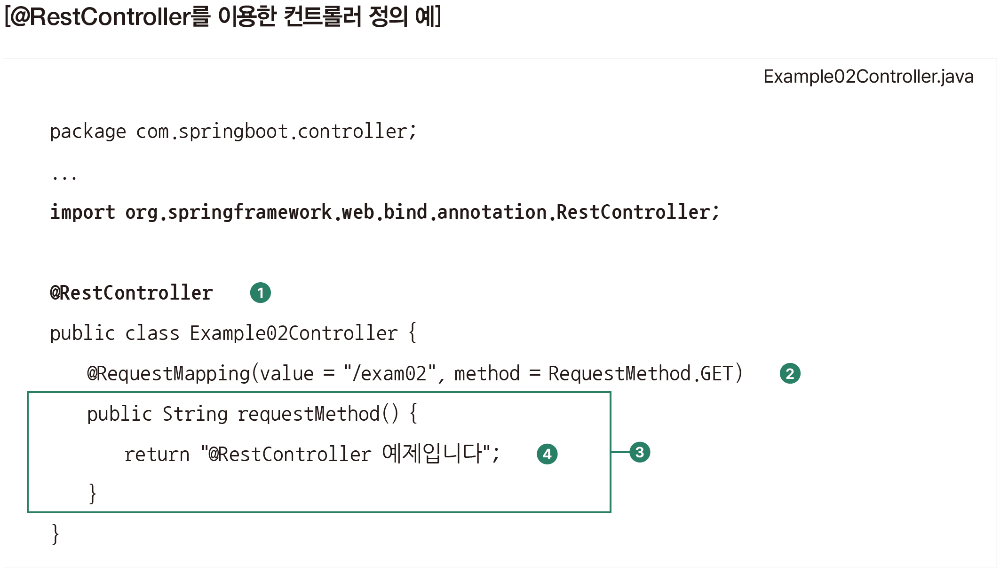 [@RestController를 이용한 컨트롤러 정의 예]
Example02Controller.java
package com.springboot.controller;
...
import org.springframework.web.bind.annotation.RestController;
@RestController 1
public class Example02Controller {
@RequestMapping(value = "/exam02", method = RequestMethod.GET) 2
public String requestMethod() {
return "@RestController 예제입니다"; 4 3
}
}